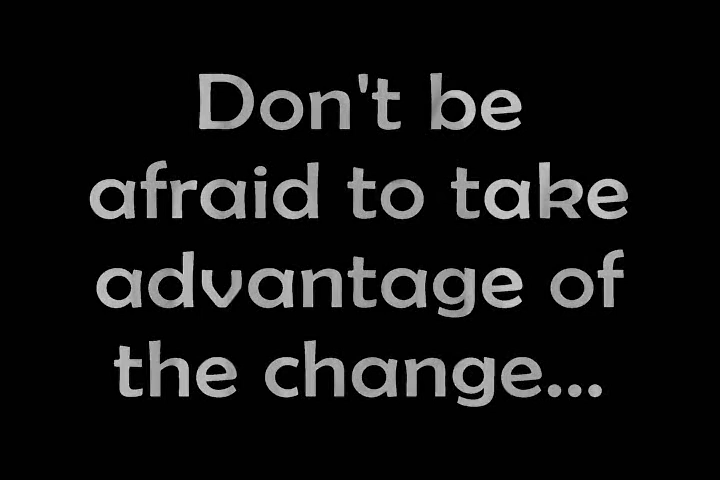 Don't be
afraid to take
advantage of
the change...